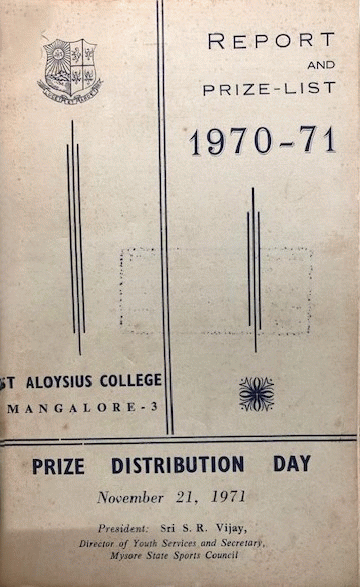 REPORT
AND
PRIZE-LIST
1970-71
ST ALOYSIUS COLLEGE
MANGALORE-3
PRIZE DISTRIBUTION DAY
November 21, 1971
President: Sri S. R. Vijay,
Director of Youth Services and Secretary,
Mysore State Sports Council